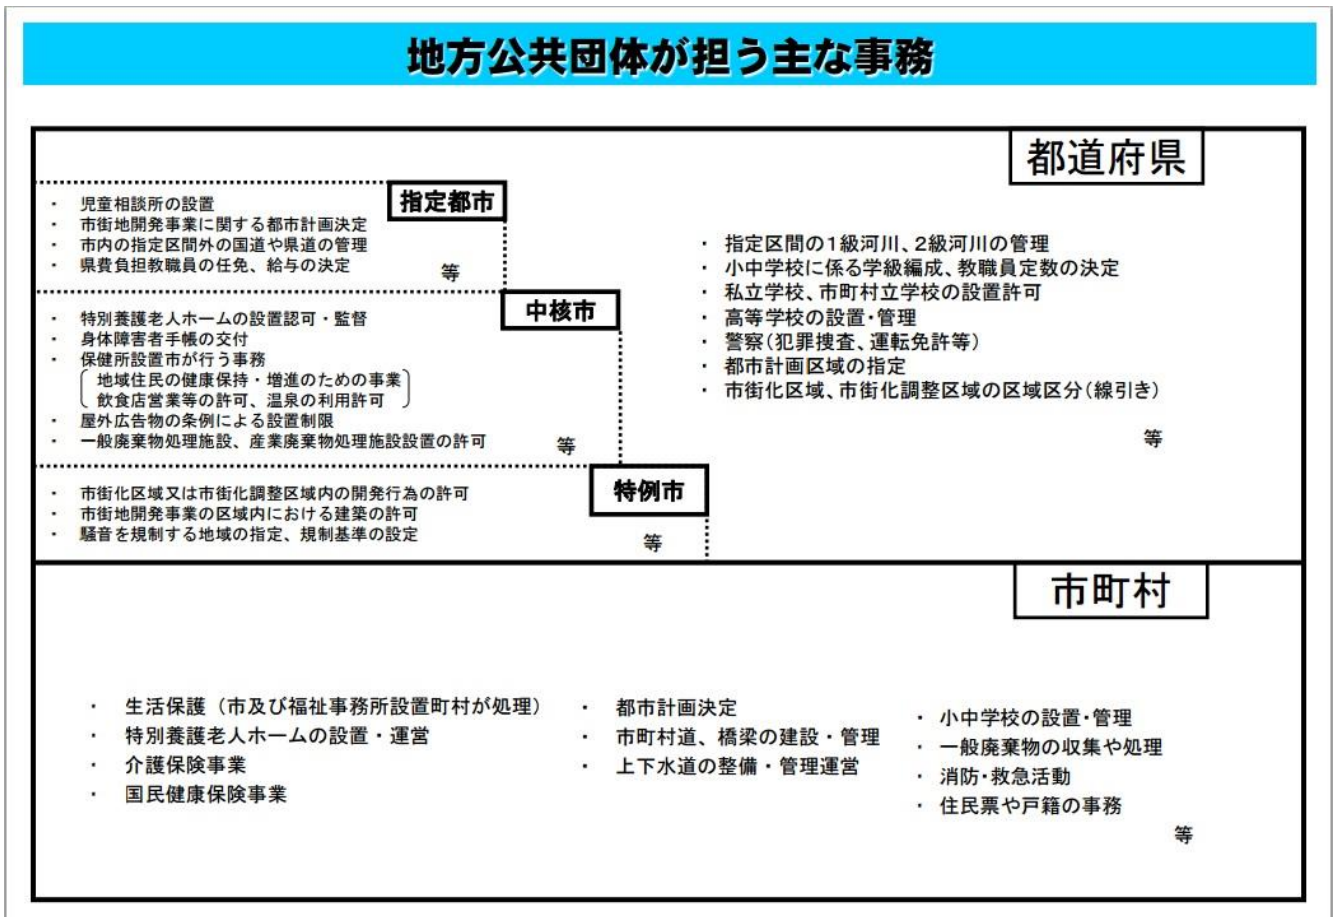 地方公共団体が担う主な事務
都道府県
指定都市
・ 児童相談所の設置
・ 市街地開発事業に関する都市計画決定
・ 市内の指定区間外の国道や県道の管理
・ 県費負担教職員の任免、給与の決定
等
中核市
・ 特別養護老人ホームの設置認可・監督
・ 身体障害者手帳の交付
・ 保健所設置市が行う事務
地域住民の健康保持・増進のための事業
飲食店営業等の許可、温泉の利用許可
・ 屋外広告物の条例による設置制限
・ 一般廃棄物処理施設、産業廃棄物処理施設設置の許可
等
特例市
・ 市街化区域又は市街化調整区域内の開発行為の許可
・ 市街地開発事業の区域内における建築の許可
・ 騒音を規制する地域の指定、規制基準の設定
等
・ 指定区間の1級河川、2級河川の管理
・ 小中学校に係る学級編成、教職員定数の決定
・ 私立学校、市町村立学校の設置許可
・ 高等学校の設置・管理
・ 警察(犯罪捜査、運転免許等)
・ 都市計画区域の指定
・ 市街化区域、市街化調整区域の区域区分(線引き)
等
市町村
・ 生活保護（市及び福祉事務所設置町村が処理）
・ 特別養護老人ホームの設置・運営
・ 介護保険事業
・ 国民健康保険事業
・ 都市計画決定
・ 市町村道、橋梁の建設・管理
・ 上下水道の整備・管理運営
・ 小中学校の設置・管理
・ 一般廃棄物の収集や処理
・ 消防・救急活動
・ 住民票や戸籍の事務
等